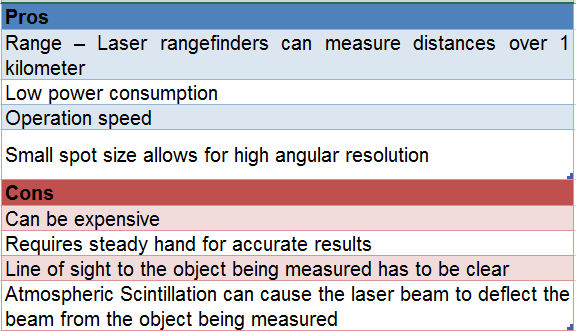 Pros
Range – Laser rangefinders can measure distances over 1
kilometer
Low power consumption
Operation speed
Small spot size allows for high angular resolution
Cons
Can be expensive
Requires steady hand for accurate results
Line of sight to the object being measured has to be clear
Atmospheric Scintillation can cause the laser beam to deflect the
beam from the object being measured